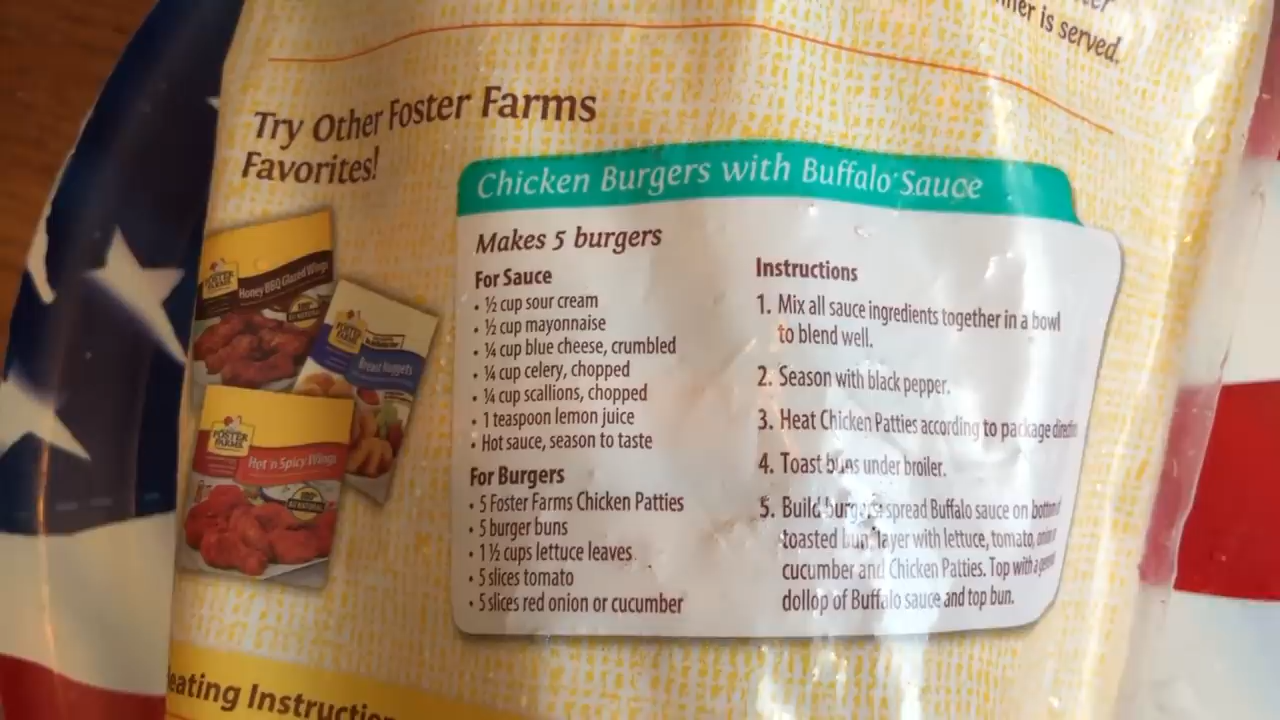 ner is served.
Try Other Foster Farms
Favorites!
Chicken Burgers with Buffalo Sauce
Makes 5 burgers
For Sauce
• ½ cup sour cream
• ½ cup mayonnaise
• ¼ cup blue cheese, crumbled
• ¼ cup celery, chopped
• ¼ cup scallions, chopped
• 1 teaspoon lemon juice
• Hot sauce, season to taste
For Burgers
• 5 Foster Farms Chicken Patties
• 5 burger buns
• 1 ½ cups lettuce leaves
• 5 slices tomato
• 5 slices red onion or cucumber
Instructions
1. Mix all sauce ingredients together in a bowl
to blend well.
2. Season with black pepper.
3. Heat Chicken Patties according to package directi
4. Toast buns under broiler.
5. Build burgers: spread Buffalo sauce on bottom
toasted bun, layer with lettuce, tomato, onion
cucumber and Chicken Patties. Top with a
dollop of Buffalo sauce and top bun.
FOSTER
FARMS
Honey BBQ Glazed Wings
Breast Nuggets
FOSTER
FARMS
Hot 'n Spicy Wings
eating Instruction